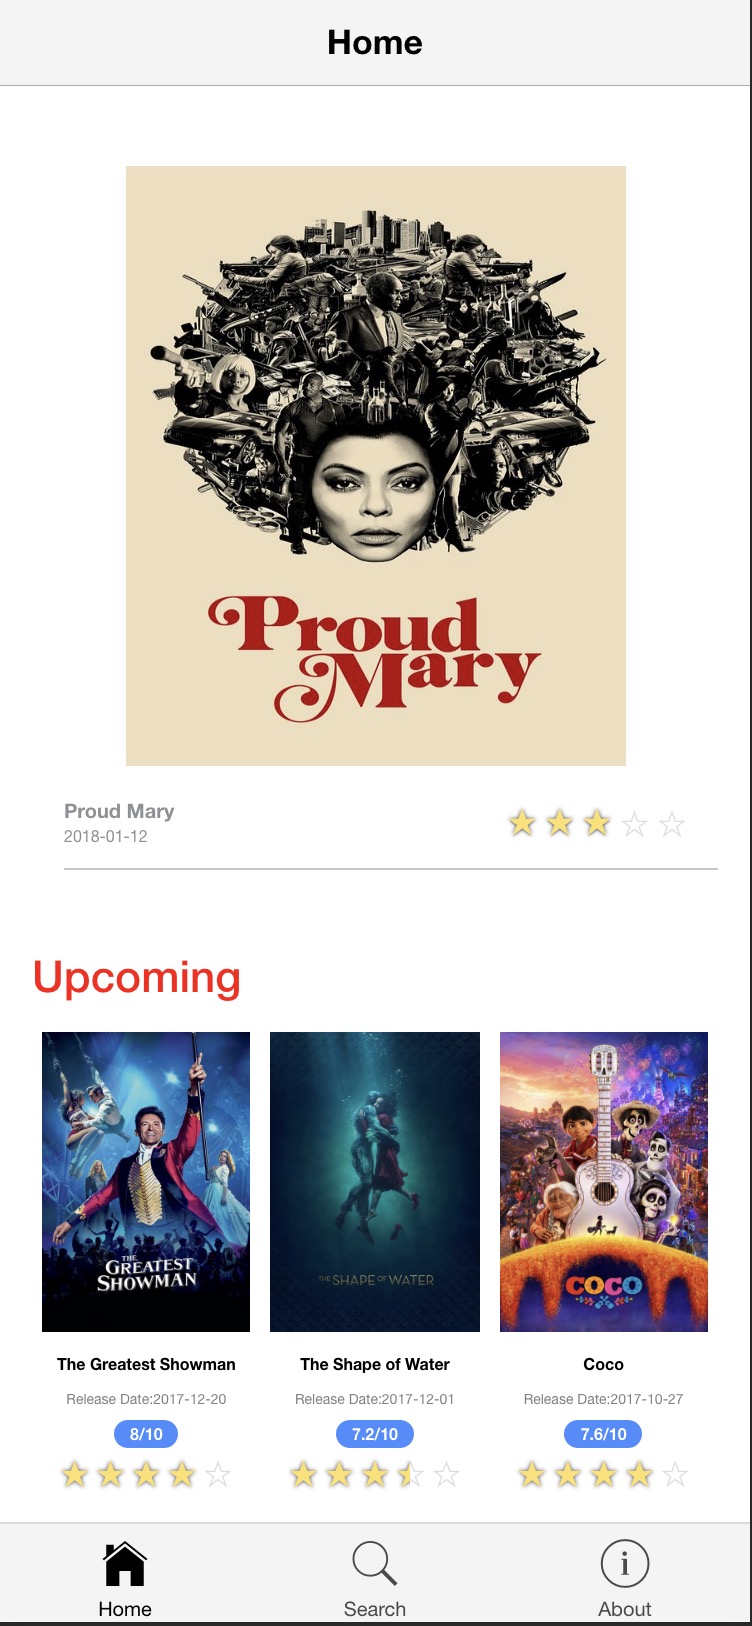 Home
Proud
Mary
Proud Mary
2018-01-12
Upcoming
THE
GREATEST
SHOWMAN
THE SHAPE OF WATER
COCO
The Greatest Showman
The Shape of Water
Coco
Release Date:2017-12-20
Release Date:2017-12-01
Release Date:2017-10-27
8/10
7.2/10
7.6/10
Home
Search
About